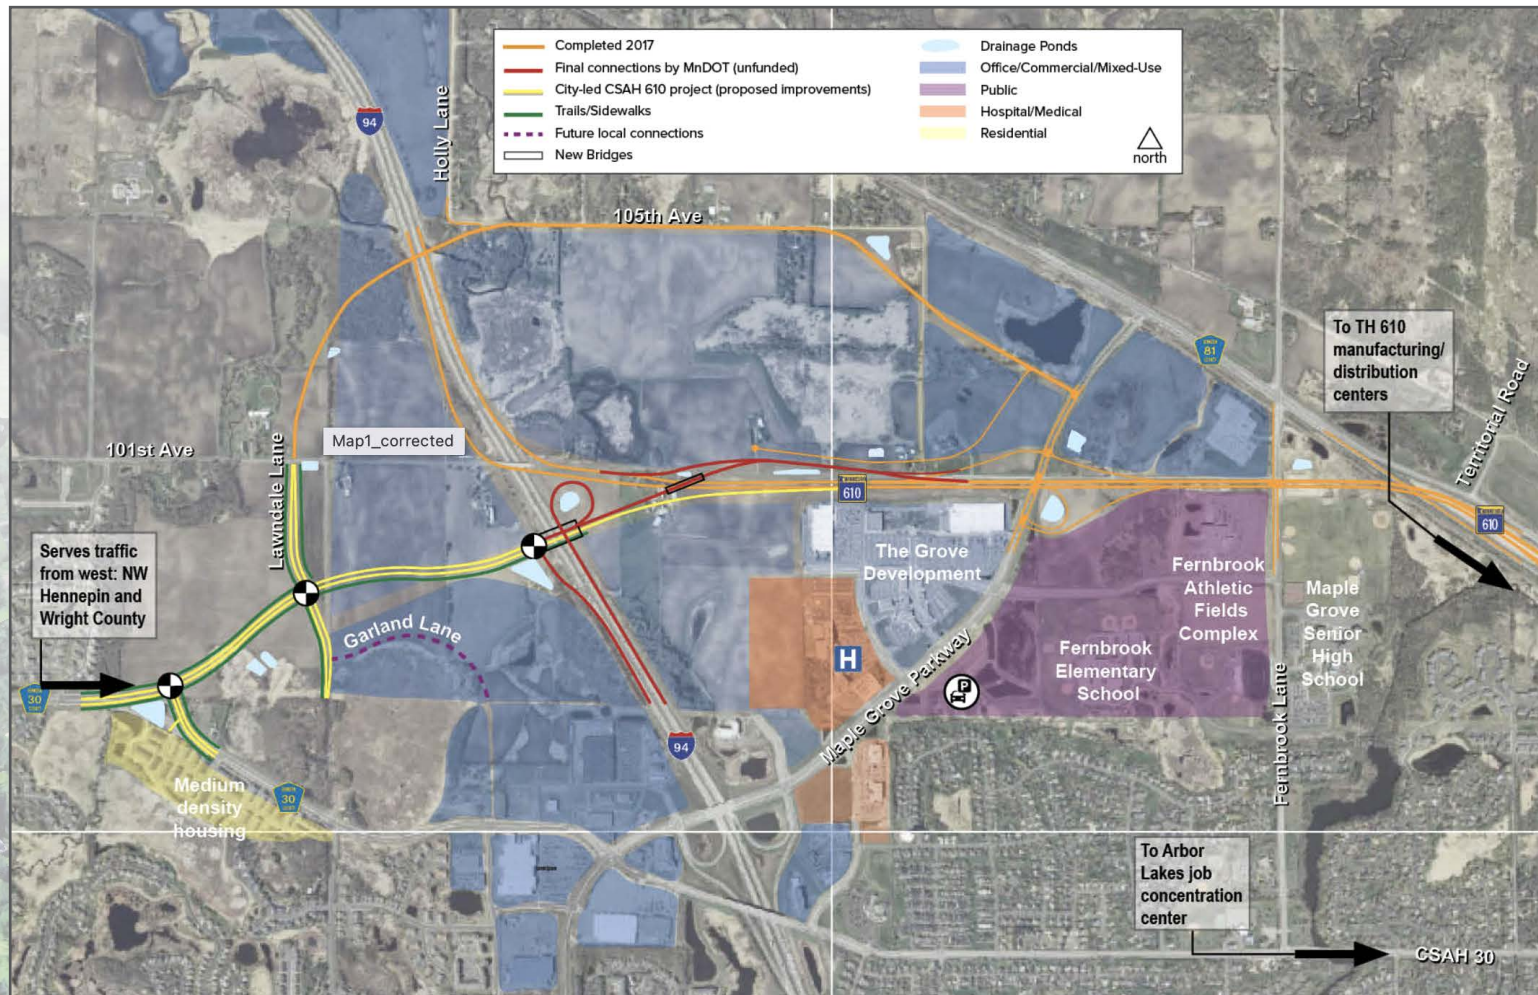 Completed 2017
Final connections by MnDOT (unfunded)
City-led CSAH 610 project (proposed improvements)
Trails/Sidewalks
Future local connections
New Bridges
Drainage Ponds
Office/Commercial/Mixed-Use
Public
Hospital/Medical
Residential
north
94
Holly Lane
105th Ave
81
To TH 610
manufacturing/
distribution
centers
Territorial Road
101st Ave
Lawndale Lane
Map1_corrected
610
610
Serves traffic
from west: NW
Hennepin and
Wright County
The Grove
Development
Fernbrook
Athletic
Fields
Complex
Maple
Grove
Senior
High
School
Garland Lane
H
Fernbrook
Elementary
School
P
30
Maple Grove Parkway
Fernbrook Lane
94
Medium
density
housing
30
To Arbor
Lakes job
concentration
center
CSAH 30